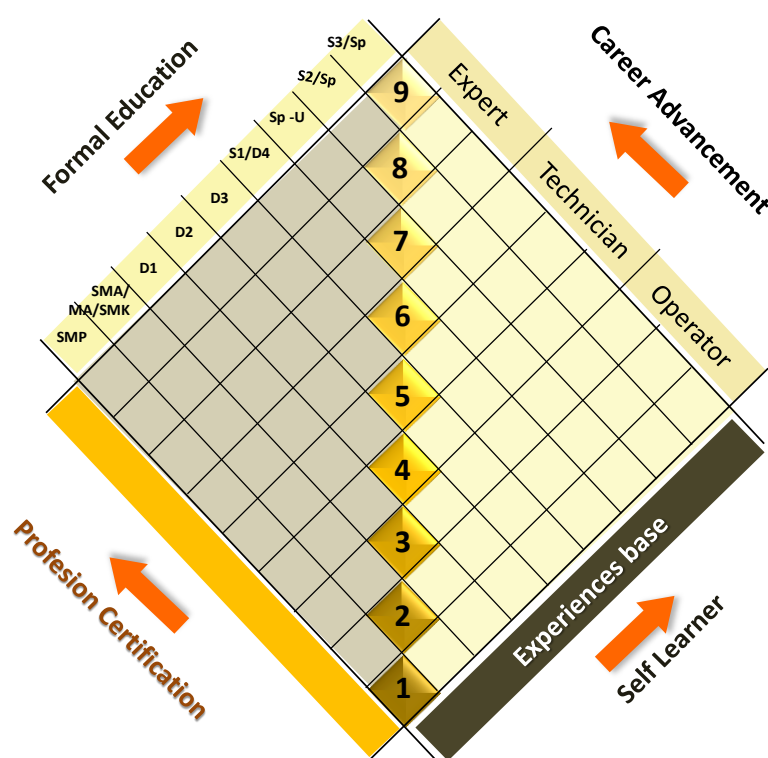 Formal Education
S3/Sp
S2/Sp
Sp -U
S1/D4
D3
D2
D1
SMA/
MA/SMK
SMP
Career Advancement
Expert
Technician
Operator
9
8
7
6
5
4
3
2
1
Profesion Certification
Experiences base
Self Learner